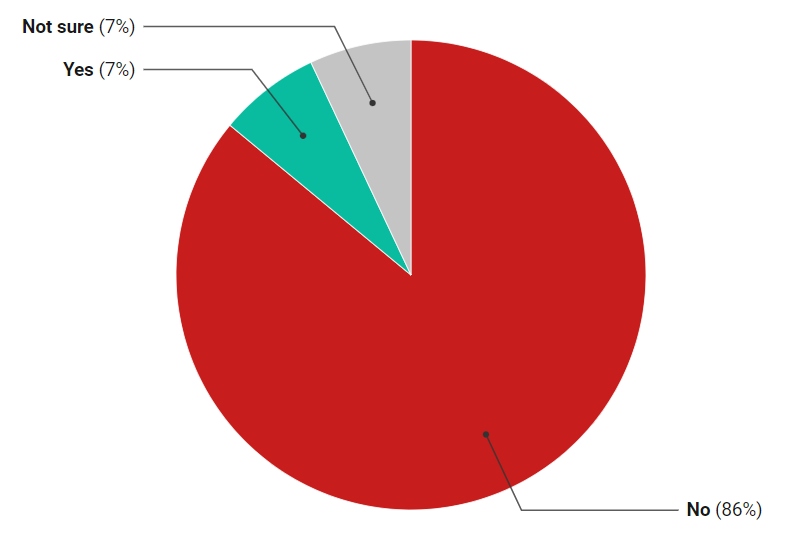 Not sure (7%)
Yes (7%)
No (86%)